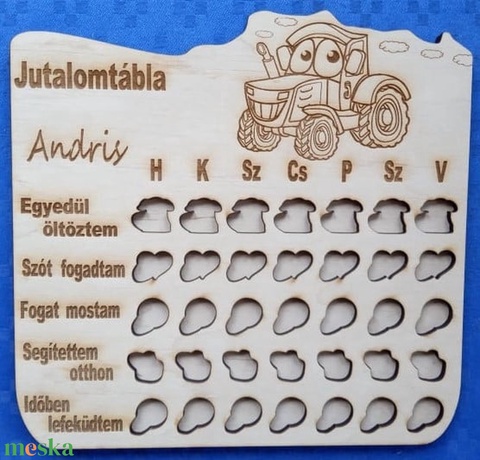 Jutalomtábla
Andris
H K Sz Cs P Sz V
Egyedül
öltöztem
Szót fogadtam
Fogat mostam
Segítettem
otthon
Időben
lefeküdtem
meska